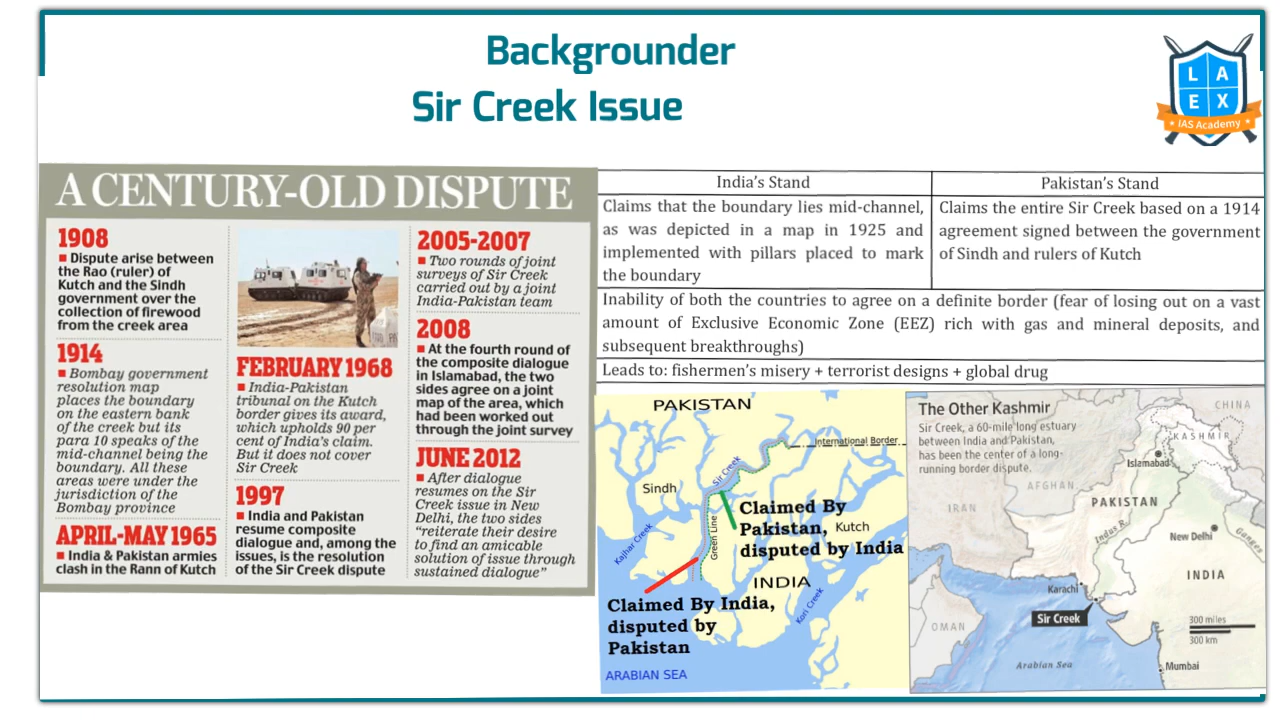 Backgrounder
Sir Creek Issue
L A
E X
IAS Academy
A CENTURY-OLD DISPUTE
1908
Dispute arise between
the Rao (ruler) of
Kutch and the Sindh
government over the
collection of firewood
from the creek area
1914
Bombay government
resolution map
places the boundary
on the eastern bank
of the creek but its
para 10 speaks of the
mid-channel being the
boundary. All these
areas were under the
jurisdiction of the
Bombay province
APRIL-MAY 1965
India & Pakistan armies
clash in the Rann of Kutch
FEBRUARY 1968
India-Pakistan
tribunal on the Kutch
border gives its award,
which upholds 90 per
cent of India's claim.
But it does not cover
Sir Creek
1997
India and Pakistan
resume composite
dialogue and, among the
issues, is the resolution
of the Sir Creek dispute
2005-2007
Two rounds of joint
surveys of Sir Creek
carried out by a joint
India-Pakistan team
2008
At the fourth round of
the composite dialogue
in Islamabad, the two
sides agree on a joint
map of the area, which
had been worked out
through the joint survey
JUNE 2012
After dialogue
resumes on the Sir
Creek issue in New
Delhi, the two sides
"reiterate their desire
to find an amicable
solution of issue through
sustained dialogue"
India's Stand
Claims that the boundary lies mid-channel,
as was depicted in a map in 1925 and
implemented with pillars placed to mark
the boundary
Pakistan's Stand
Claims the entire Sir Creek based on a 1914
agreement signed between the government
of Sindh and rulers of Kutch
Inability of both the countries to agree on a definite border (fear of losing out on a vast
amount of Exclusive Economic Zone (EEZ) rich with gas and mineral deposits, and
subsequent breakthroughs)
Leads to: fishermen's misery + terrorist designs + global drug
PAKISTAN
International Border
Sir Creek
Sindh
Claimed By
Pakistan,
disputed by India
Kutch
Green Line
Kajhar Creek
INDIA
Kori Creek
Claimed By India,
disputed by
Pakistan
ARABIAN SEA
The Other Kashmir
Sir Creek, a 60-mile long estuary
between India and Pakistan,
has been the center of a long-
running border dispute.
CHINA
KASHMIR
Islamabad
AFGHAN.
IRAN
PAKISTAN
Indus R.
New Delhi
Ganges
INDIA
Karachi
Sir Creek
OMAN
300 miles
300 km
Arabian Sea
Mumbai